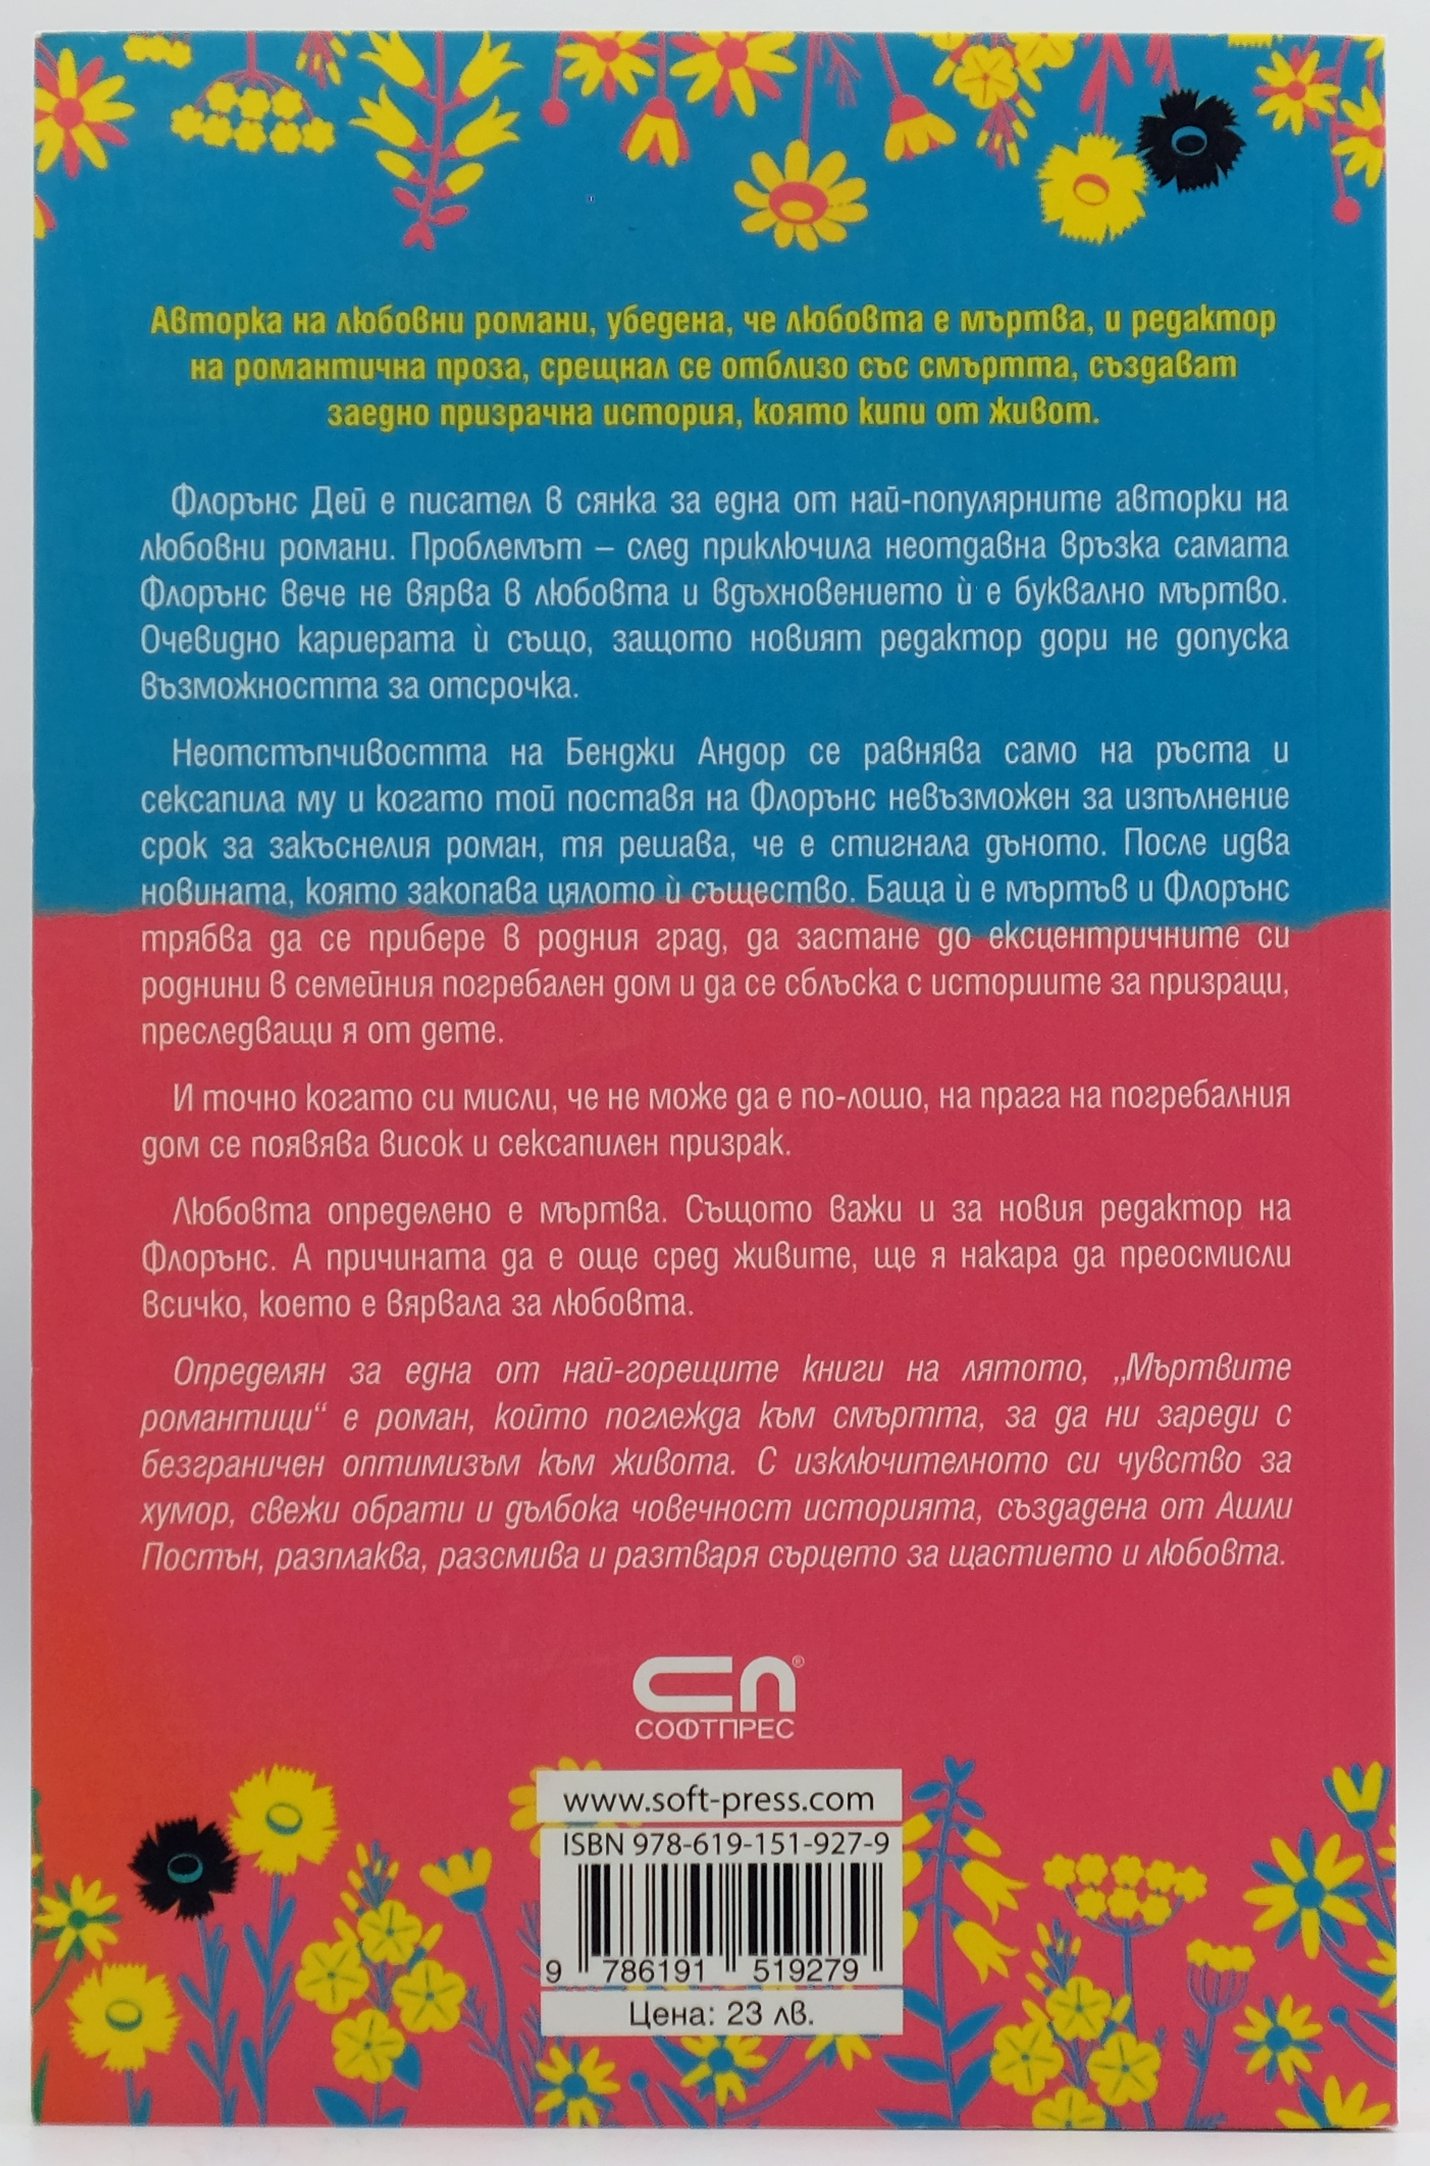 Авторка на любовни романи, убедена, че любовта е мъртва, и редактор
на романтична проза, срещнал се отблизо със смъртта, създават
заедно призрачна история, която кипи от живот.
Флорънс Дей е писател в сянка за една от най-популярните авторки на
любовни романи. Проблемът – след приключила неотдавна връзка самата
Флорънс вече не вярва в любовта и вдъхновението ѝ е буквално мъртво.
Очевидно кариерата ѝ също, защото новият редактор дори не допуска
възможността за отсрочка.
Неотстъпчивостта на Бенджи Андор се равнява само на ръста и
сексапила му и когато той поставя на Флорънс невъзможен за изпълнение
срок за закъснелия роман, тя решава, че е стигнала дъното. После идва
новината, която закопава цялото ѝ същество. Баща ѝ е мъртъв и Флорънс
трябва да се прибере в родния град, да застане до ексцентричните си
роднини в семейния погребален дом и да се сблъска с историите за призраци,
преследващи я от дете.
И точно когато си мисли, че не може да е по-лошо, на прага на погребалния
дом се появява висок и сексапилен призрак.
Любовта определено е мъртва. Същото важи и за новия редактор на
Флорънс. А причината да е още сред живите, ще я накара да преосмисли
всичко, което е вярвала за любовта.
Определян за една от най-горещите книги на лятото, „Мъртвите
романтици“ е роман, който поглежда към смъртта, за да ни зареди с
безграничен оптимизъм към живота. С изключителното си чувство за
хумор, свежи обрати и дълбока човечност историята, създадена от Ашли
Постън, разплаква, разсмива и разтваря сърцето за щастието и любовта.
СП®
СОФТПРЕС
www.soft-press.com
ISBN 978-619-151-927-9
9 786191 519279
Цена: 23 лв.